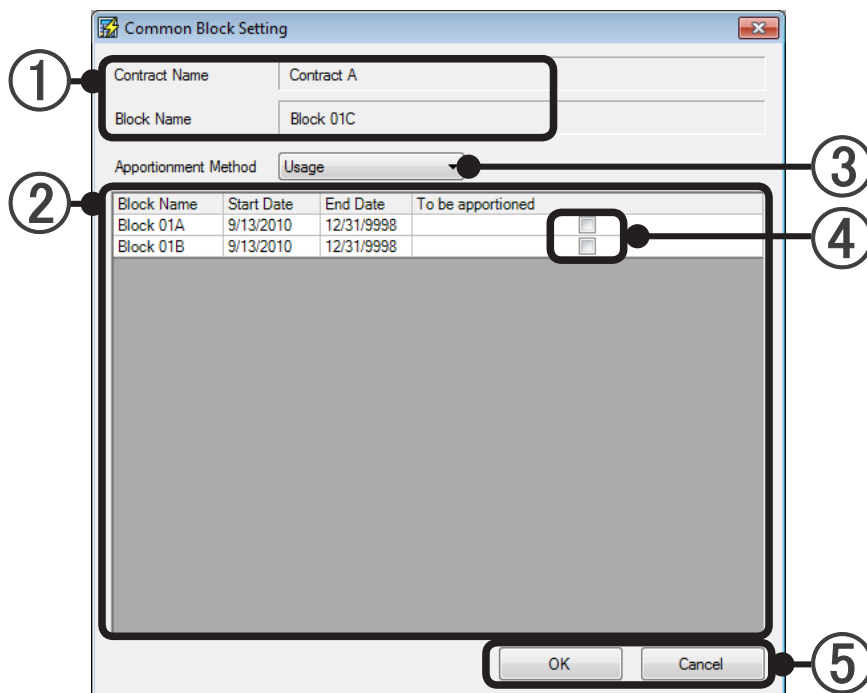 Common Block Setting
① Contract Name Contract A
Block Name Block 01C
Apportionment Method Usage ③
② Block Name Start Date End Date To be apportioned
Block 01A 9/13/2010 12/31/9998 ④
Block 01B 9/13/2010 12/31/9998
OK Cancel ⑤